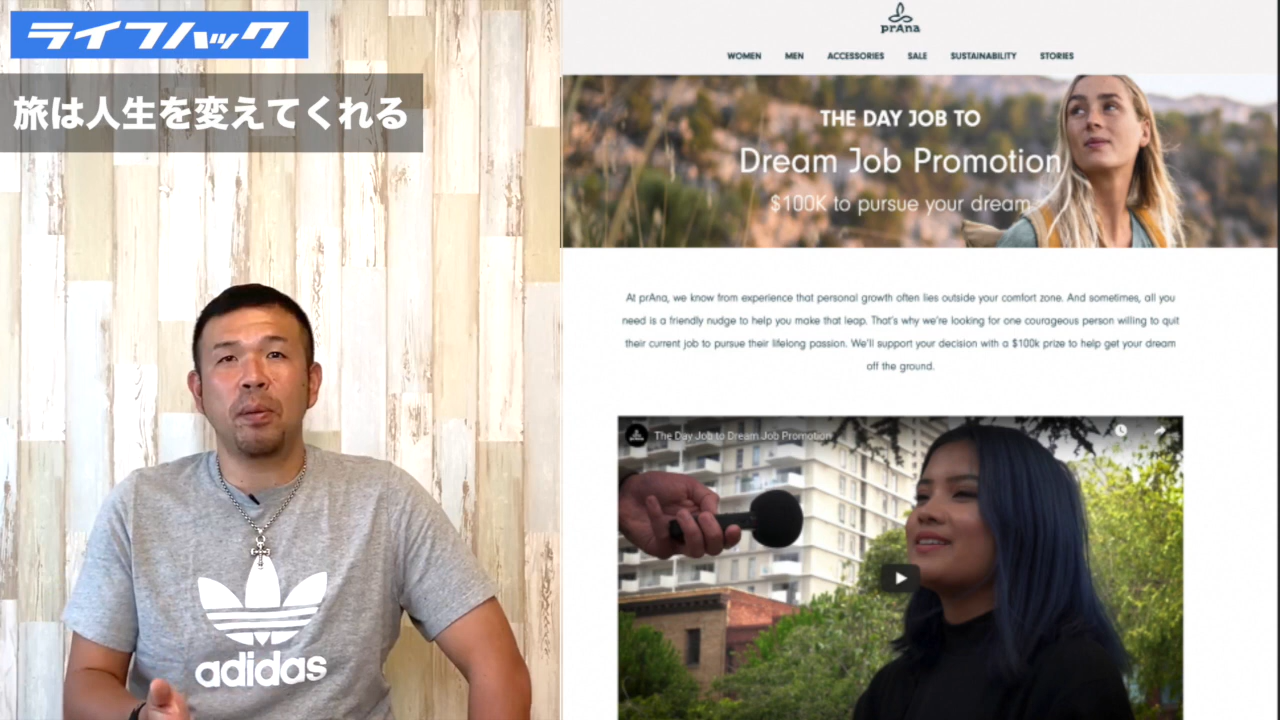 ライフハック
旅は人生を変えてくれる
adidas
prAna
WOMEN MEN ACCESSORIES SALE SUSTAINABILITY STORIES
THE DAY JOB TO
Dream Job Promotion
$100K to pursue your dream
At prAna, we know from experience that personal growth often lies outside your comfort zone. And sometimes, all you
need is a friendly nudge to help you make that leap. That's why we're looking for one courageous person willing to quit
their current job to pursue their lifelong passion. We'll support your decision with a $100k prize to help get your dream
off the ground.
The Day Job to Dream Job Promotion